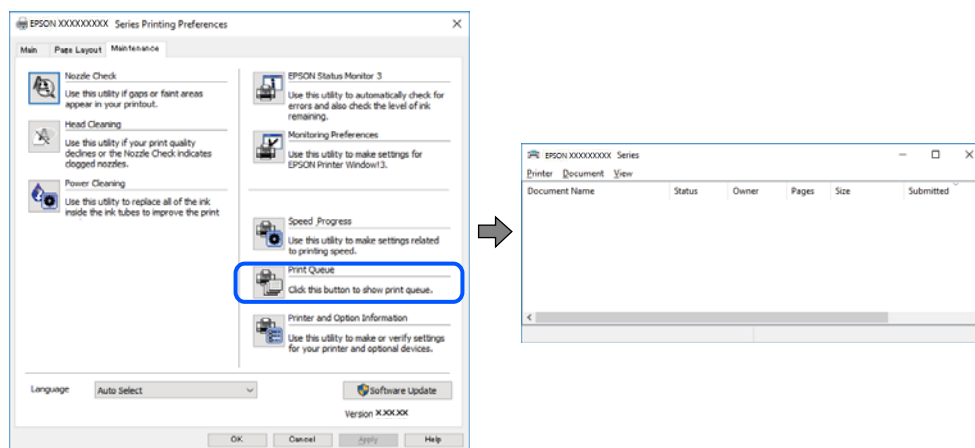 EPSON XXXXXXXXX Series Printing Preferences
Main
Page Layout
Maintenance
Nozzle Check
Use this utility if gaps or faint areas
appear in your printout.
Head Cleaning
Use this utility if your print quality
declines or the Nozzle Check indicates
clogged nozzles.
Power Cleaning
Use this utility to replace all of the ink
inside the ink tubes to improve the print
EPSON Status Monitor 3
Use this utility to automatically check for
errors and also check the level of ink
remaining.
Monitoring Preferences
Use this utility to make settings for
EPSON Printer Window!3.
Speed Progress
Use this utility to make settings related
to printing speed.
Print Queue
Click this button to show print queue.
Printer and Option Information
Use this utility to make or verify settings
for your printer and optional devices.
Language
Auto Select
Software Update
Version X.XX.XX
OK
Cancel
Apply
Help
EPSON XXXXXXXXX Series
Printer Document View
Document Name Status Owner Pages Size Submitted